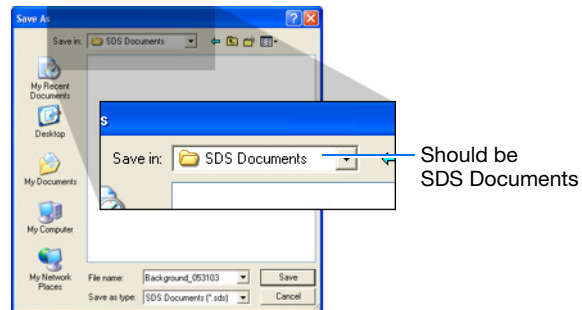 Save As
Save in: SDS Documents
My Recent
Documents
Desktop
My Documents
My Computer
My Network
Places
s
Save in: SDS Documents
Should be
SDS Documents
File name: Background_053103 Save
Save as type: SDS Documents (*.sds) Cancel